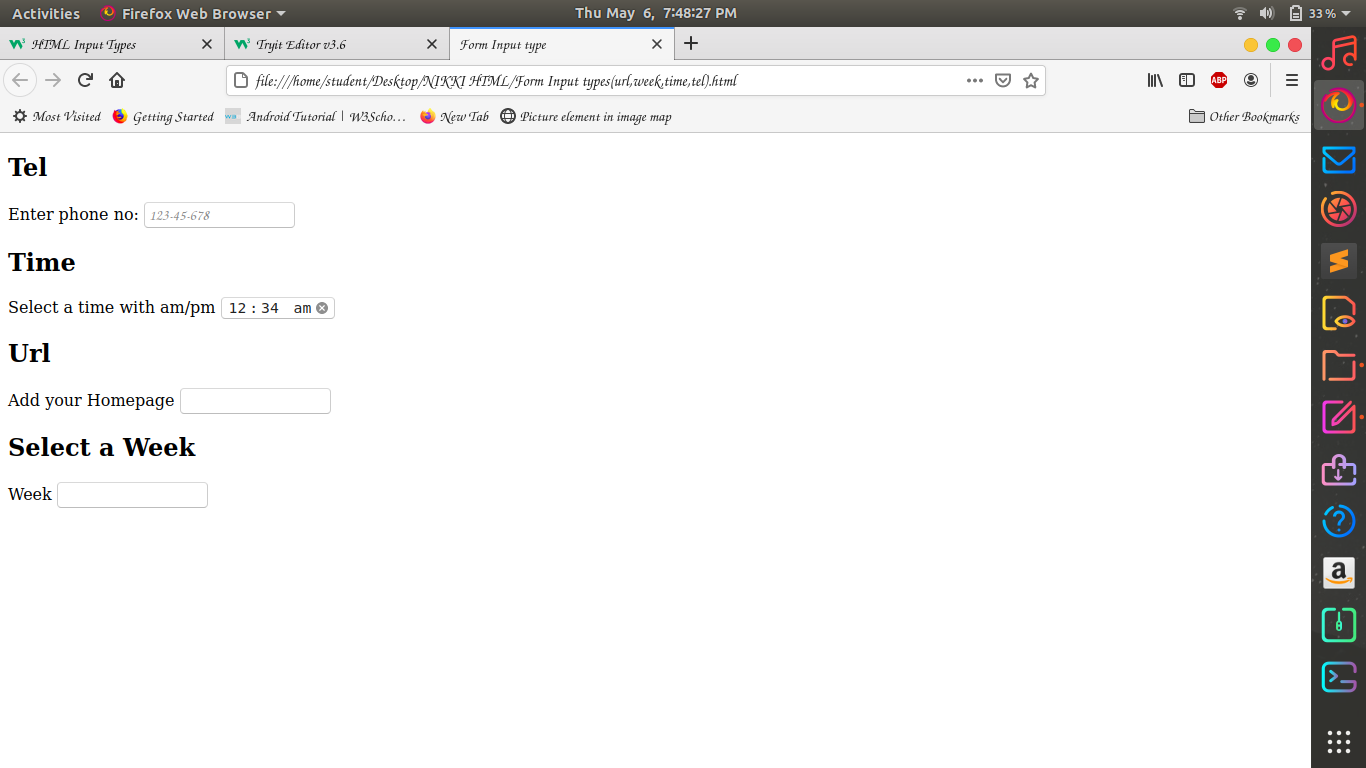 Activities Firefox Web Browser Thu May 6, 7:48:27 PM 33 %
HTML Input Types Tryit Editor v3.6 Form Input type
file:///home/student/Desktop/NIKKI HTML/Form Input types(url,week,time,tel).html ABP
Most Visited Getting Started Android Tutorial | W3Scho… New Tab Picture element in image map Other Bookmarks
Tel
Enter phone no: 123-45-678
Time
Select a time with am/pm 12 : 34 am
Url
Add your Homepage
Select a Week
Week